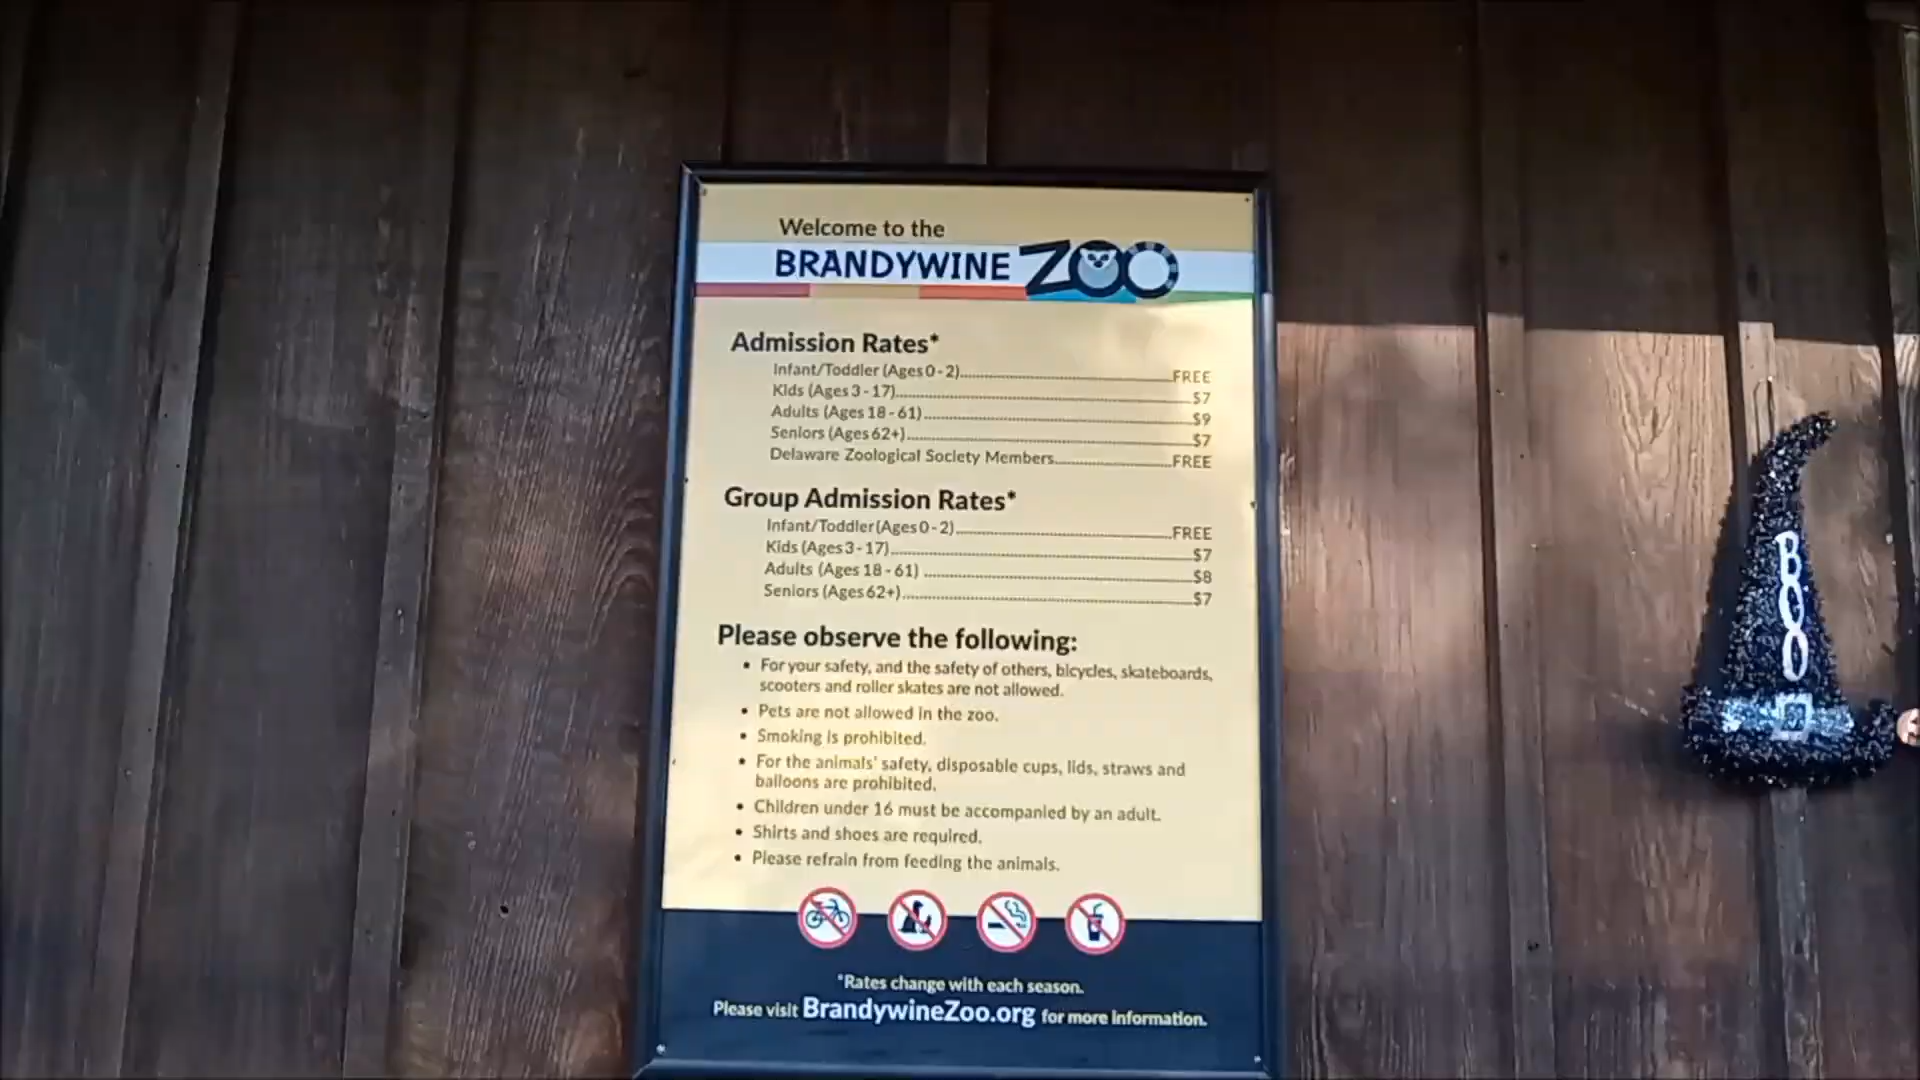 Welcome to the
BRANDYWINE ZOO
Admission Rates*
Infant/Toddler (Ages 0 - 2)........FREE
Kids (Ages 3 - 17)........$7
Adults (Ages 18 - 61)........$9
Seniors (Ages 62+)........$7
Delaware Zoological Society Members........FREE
Group Admission Rates*
Infant/Toddler (Ages 0 - 2)........FREE
Kids (Ages 3 - 17)........$7
Adults (Ages 18 - 61)........$8
Seniors (Ages 62+)........$7
Please observe the following:
• For your safety, and the safety of others, bicycles, skateboards,
scooters and roller skates are not allowed.
• Pets are not allowed in the zoo.
• Smoking is prohibited.
• For the animals' safety, disposable cups, lids, straws and
balloons are prohibited.
• Children under 16 must be accompanied by an adult.
• Shirts and shoes are required.
• Please refrain from feeding the animals.
*Rates change with each season.
Please visit BrandywineZoo.org for more information.
BOO